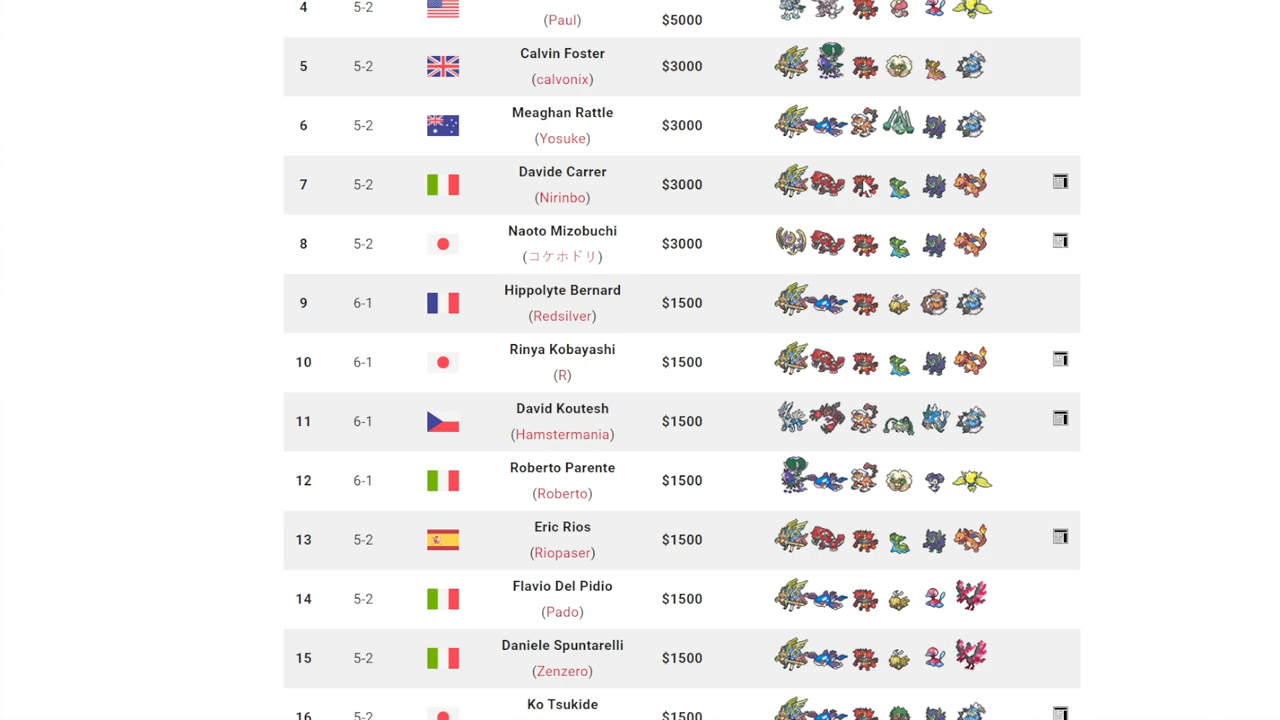 4 5-2 (Paul) $5000
5 5-2 Calvin Foster $3000
(calvonix)
6 5-2 Meaghan Rattle $3000
(Yosuke)
7 5-2 Davide Carrer $3000
(Nirinbo)
8 5-2 Naoto Mizobuchi $3000
(コケホドリ)
9 6-1 Hippolyte Bernard $1500
(Redsilver)
10 6-1 Rinya Kobayashi $1500
(R)
11 6-1 David Koutesh $1500
(Hamstermania)
12 6-1 Roberto Parente $1500
(Roberto)
13 5-2 Eric Rios $1500
(Riopaser)
14 5-2 Flavio Del Pidio $1500
(Pado)
15 5-2 Daniele Spuntarelli $1500
(Zenzero)
16 5-2 Ko Tsukide $1500